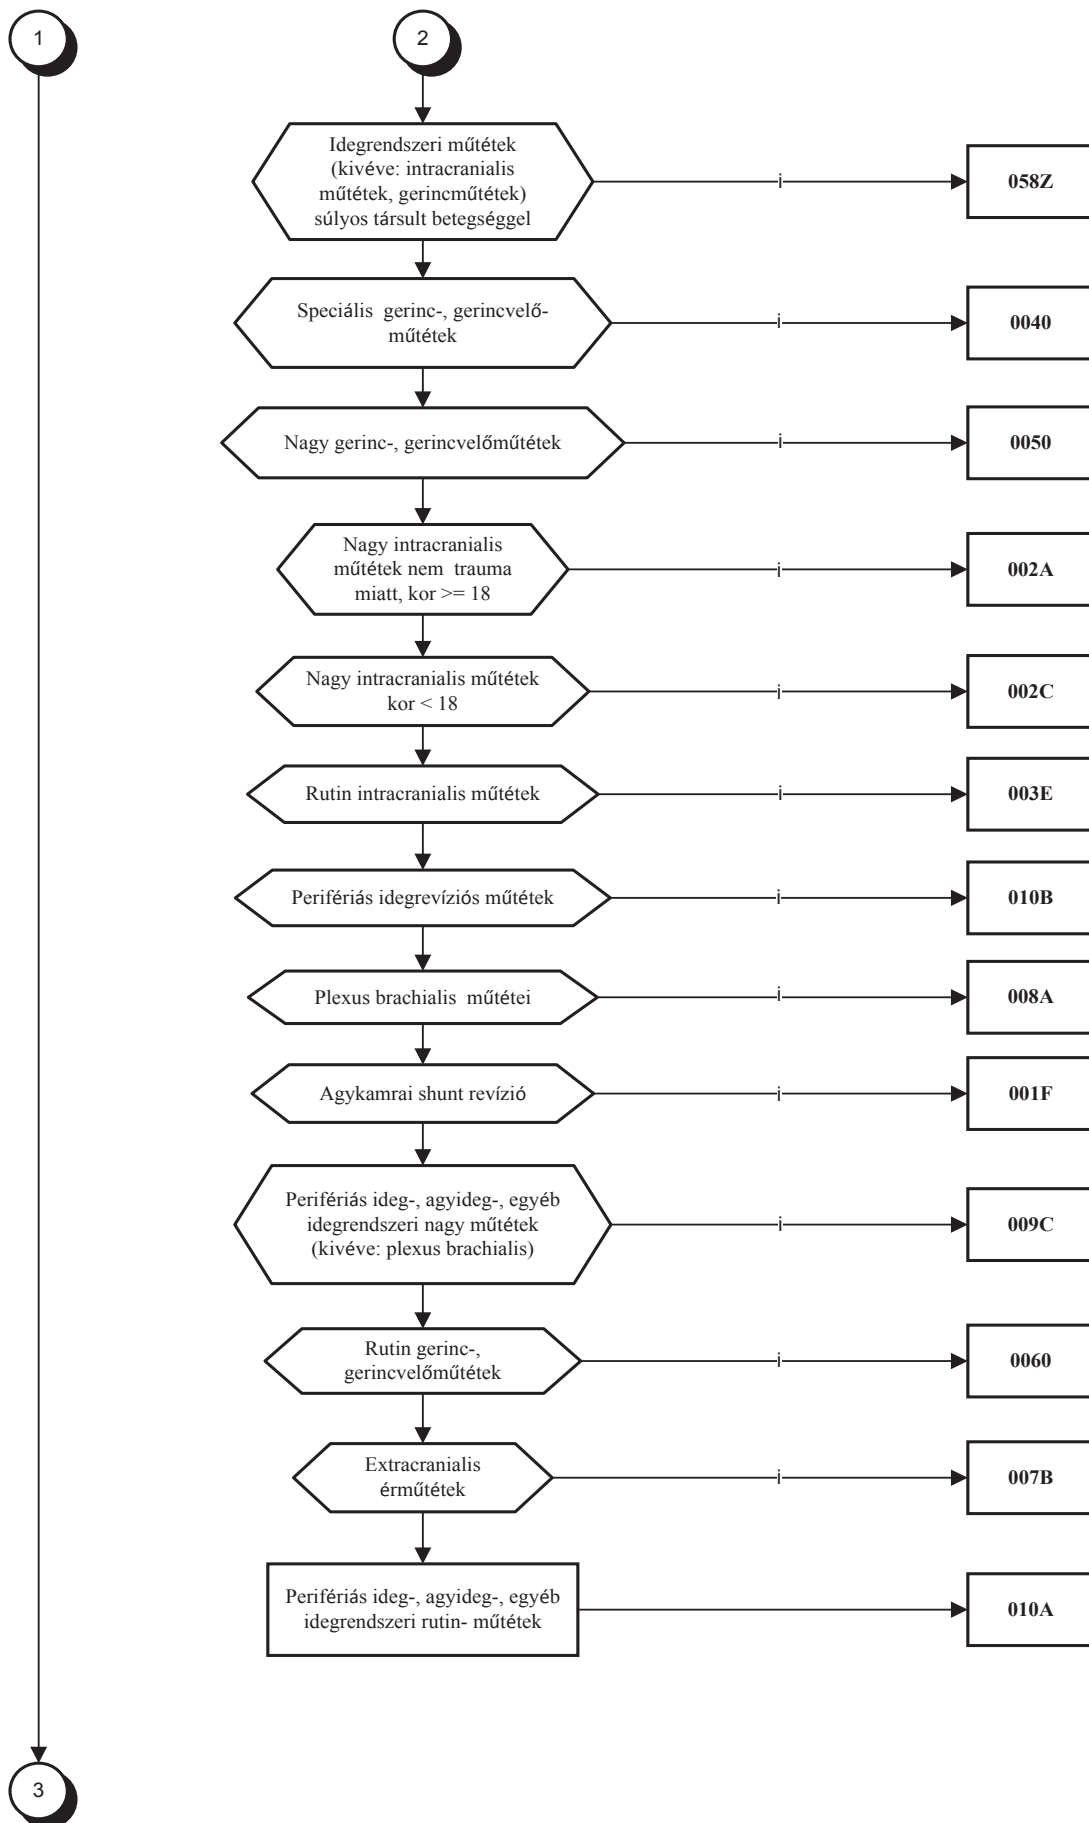 1
2
Idegrendszeri műtétek
(kivéve: intracranialis
műtétek, gerincműtétek)
súlyos társult betegséggel
i
058Z
Speciális gerinc-, gerincvelő-
műtétek
i
0040
Nagy gerinc-, gerincvelőműtétek
i
0050
Nagy intracranialis
műtétek nem trauma
miatt, kor >= 18
i
002A
Nagy intracranialis műtétek
kor < 18
i
002C
Rutin intracranialis műtétek
i
003E
Perifériás idegrevíziós műtétek
i
010B
Plexus brachialis műtétei
i
008A
Agykamrai shunt revízió
i
001F
Perifériás ideg-, agyideg-, egyéb
idegrendszeri nagy műtétek
(kivéve: plexus brachialis)
i
009C
Rutin gerinc-,
gerincvelőműtétek
i
0060
Extracranialis
érműtétek
i
007B
Perifériás ideg-, agyideg-, egyéb
idegrendszeri rutin- műtétek
010A
3